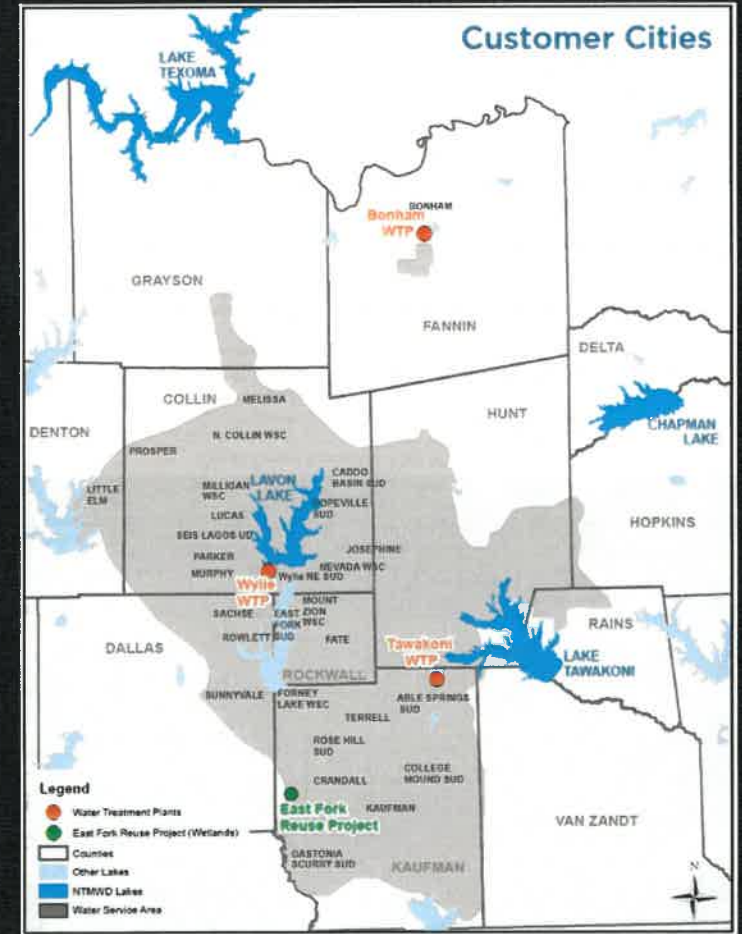 Customer Cities
LAKE
TEXOMA
BONHAM
Bonham
WTP
GRAYSON
FANNIN
DELTA
COLLIN
MELISSA
HUNT
CHAPMAN
LAKE
DENTON
N. COLLIN WSC
PROSPER
LITTLE
ELM
MILLIGAN
WSC
LAVON
LAKE
CADDO
BASIN SUD
COPEVILLE
SUD
LUCAS
HOPKINS
SEIS LAGOS UD
PARKER
JOSEPHINE
MURPHY
NEVADA WSC
Wylie NE SUD
Wylie
WTP
SACHSE
EAST
FORK
SUD
MOUNT
ZION
WSC
RAINS
ROWLETT
FATE
DALLAS
Tawakoni
WTP
LAKE
TAWAKONI
ROCKWALL
SUNNYVALE
FORNEY
LAKE WSC
ABLE SPRINGS
SUD
TERRELL
ROSE HILL
SUD
COLLEGE
MOUND SUD
CRANDALL
KAUFMAN
East Fork
Reuse Project
VAN ZANDT
GASTONIA
SCURRY SUD
KAUFMAN
Legend
Water Treatment Plants
East Fork Reuse Project (Wetlands)
Counties
Other Lakes
NTMWD Lakes
Water Service Area
N